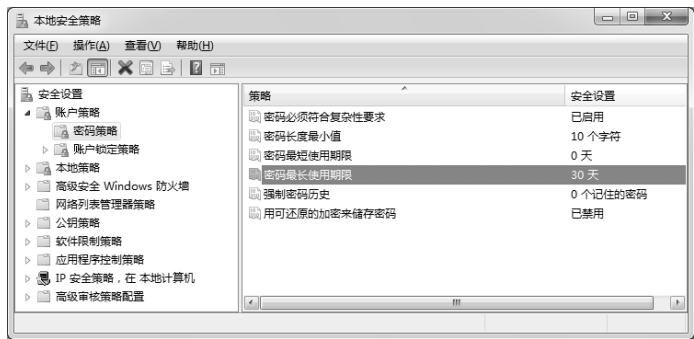 本地安全策略
文件(F) 操作(A) 查看(V) 帮助(H)
安全设置
账户策略
密码策略
账户锁定策略
本地策略
高级安全 Windows 防火墙
网络列表管理器策略
公钥策略
软件限制策略
应用程序控制策略
IP 安全策略，在 本地计算机
高级审核策略配置
策略 安全设置
密码必须符合复杂性要求 已启用
密码长度最小值 10 个字符
密码最短使用期限 0 天
密码最长使用期限 30 天
强制密码历史 0 个记住的密码
用可还原的加密来储存密码 已禁用